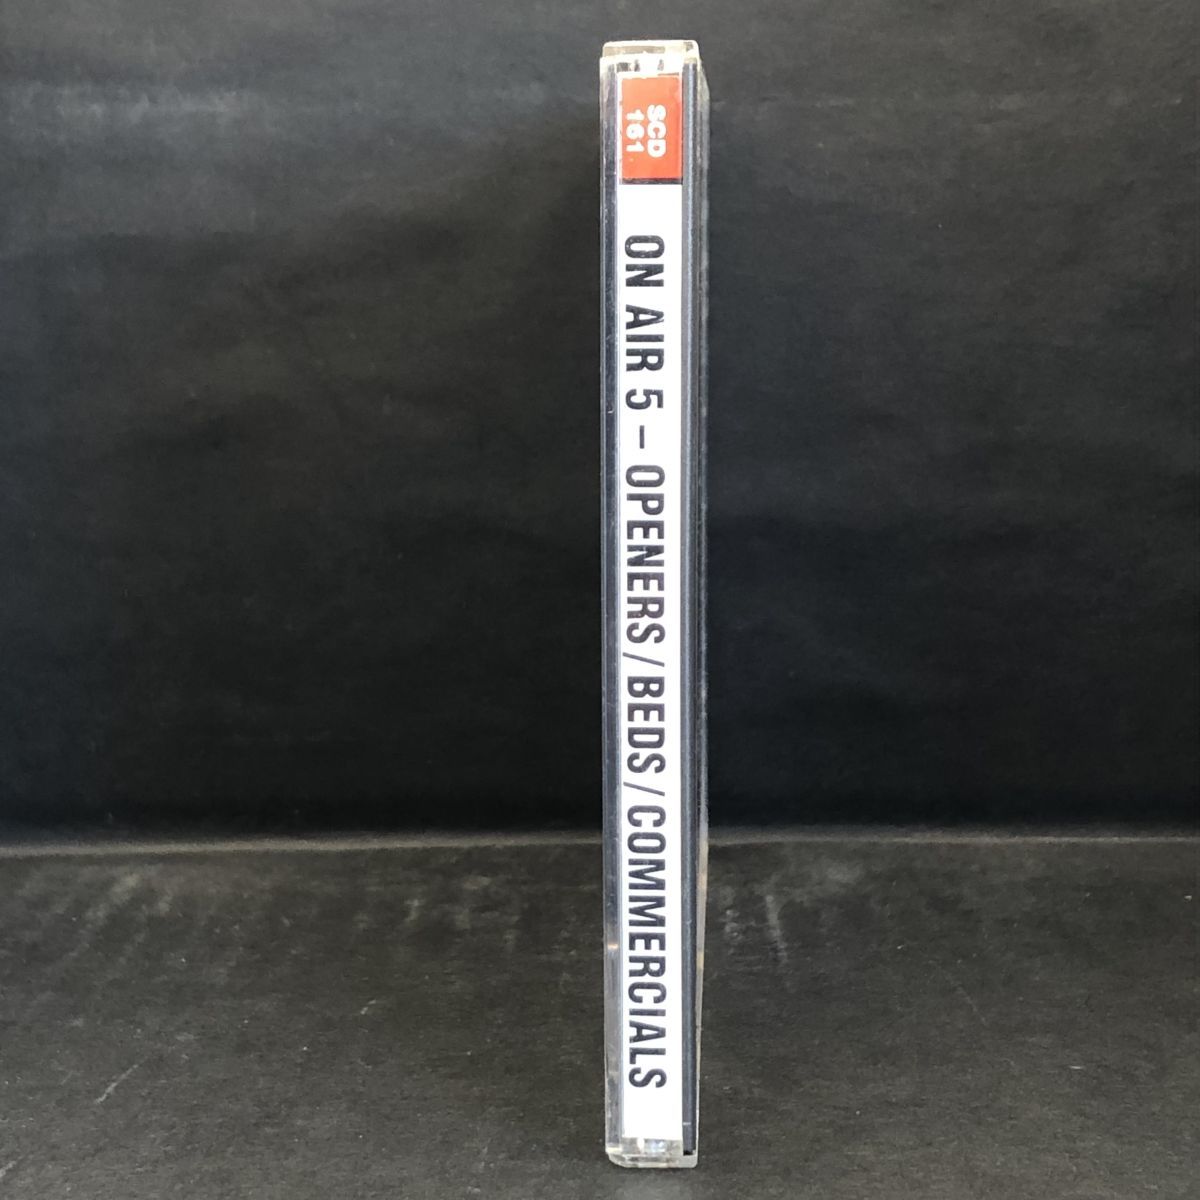 SCD
161
ON AIR 5 – OPENERS/BEDS/COMMERCIALS